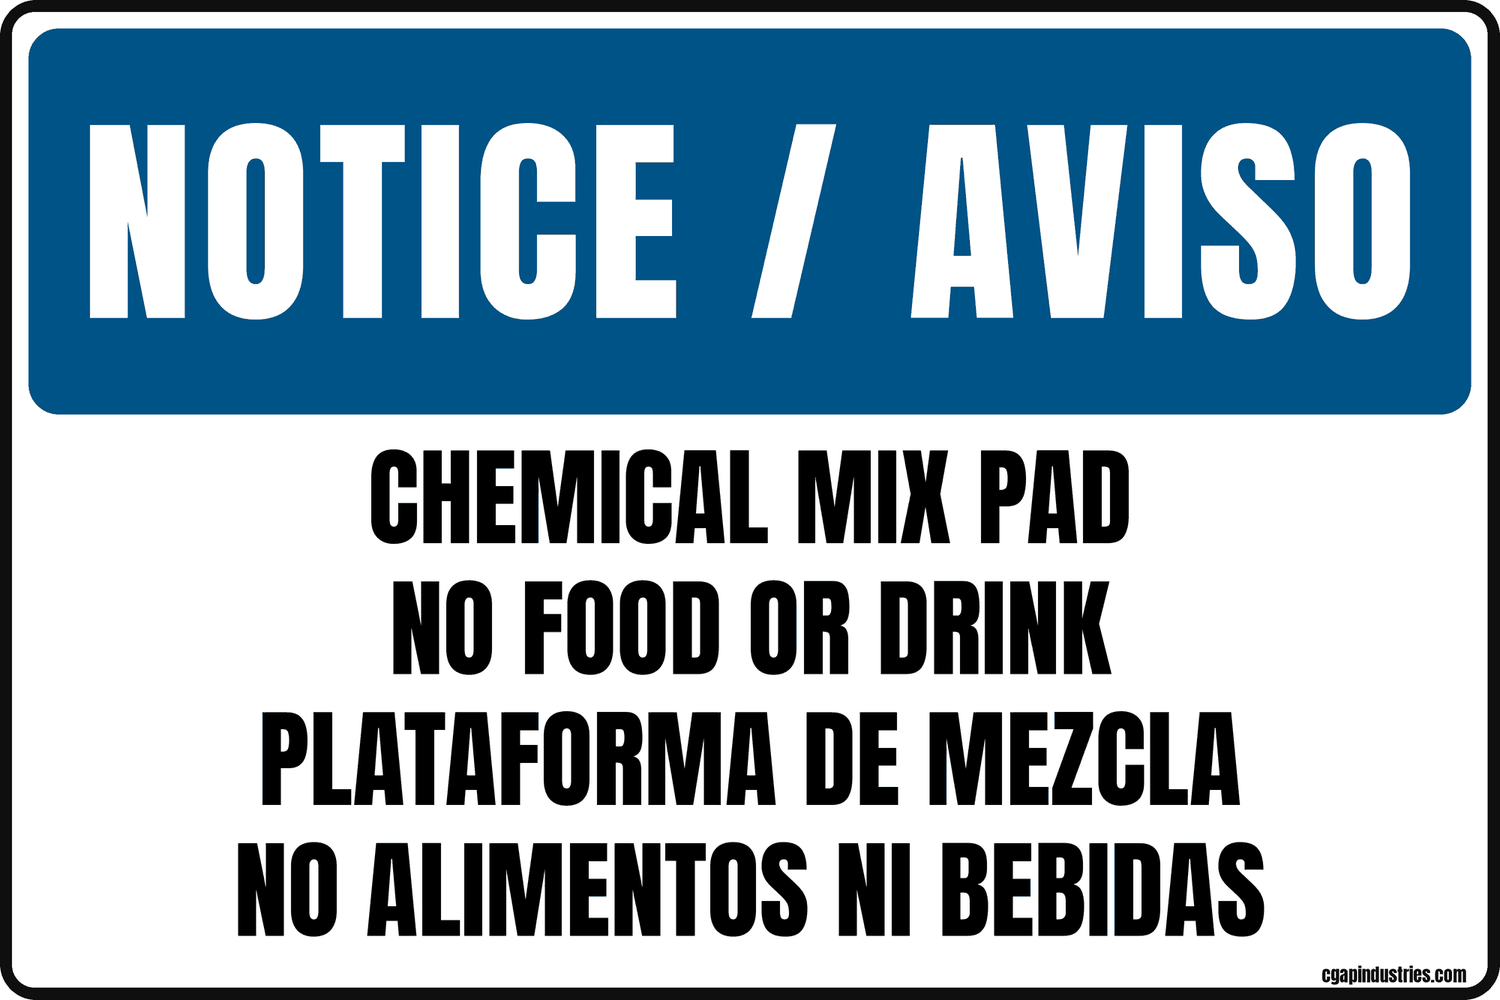 NOTICE / AVISO
CHEMICAL MIX PAD
NO FOOD OR DRINK
PLATAFORMA DE MEZCLA
NO ALIMENTOS NI BEBIDAS
cgapindustries.com